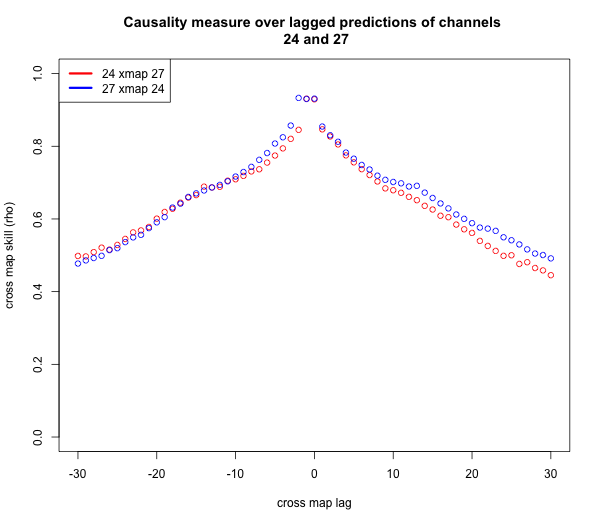 Causality measure over lagged predictions of channels
24 and 27
24 xmap 27
27 xmap 24
cross map skill (rho)
1.0
0.8
0.6
0.4
0.2
0.0
-30
-20
-10
0
10
20
30
cross map lag